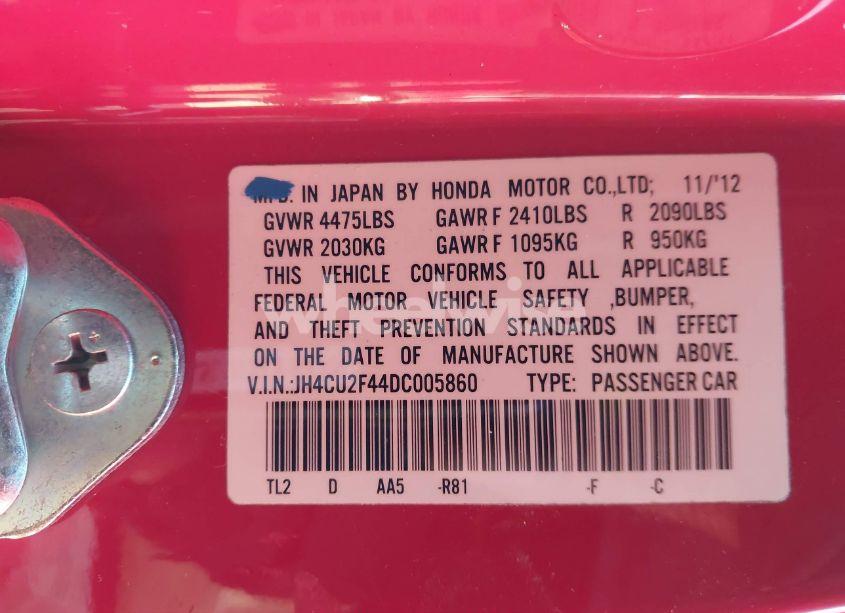 MFD. IN JAPAN BY HONDA MOTOR CO.,LTD; 11/'12
GVWR 4475LBS GAWR F 2410LBS R 2090LBS
GVWR 2030KG GAWR F 1095KG R 950KG
THIS VEHICLE CONFORMS TO ALL APPLICABLE
FEDERAL MOTOR VEHICLE SAFETY ,BUMPER,
AND THEFT PREVENTION STANDARDS IN EFFECT
ON THE DATE OF MANUFACTURE SHOWN ABOVE.
V.I.N.:JH4CU2F44DC005860 TYPE: PASSENGER CAR
TL2 D AA5 -R81 -F -C
wheelwise